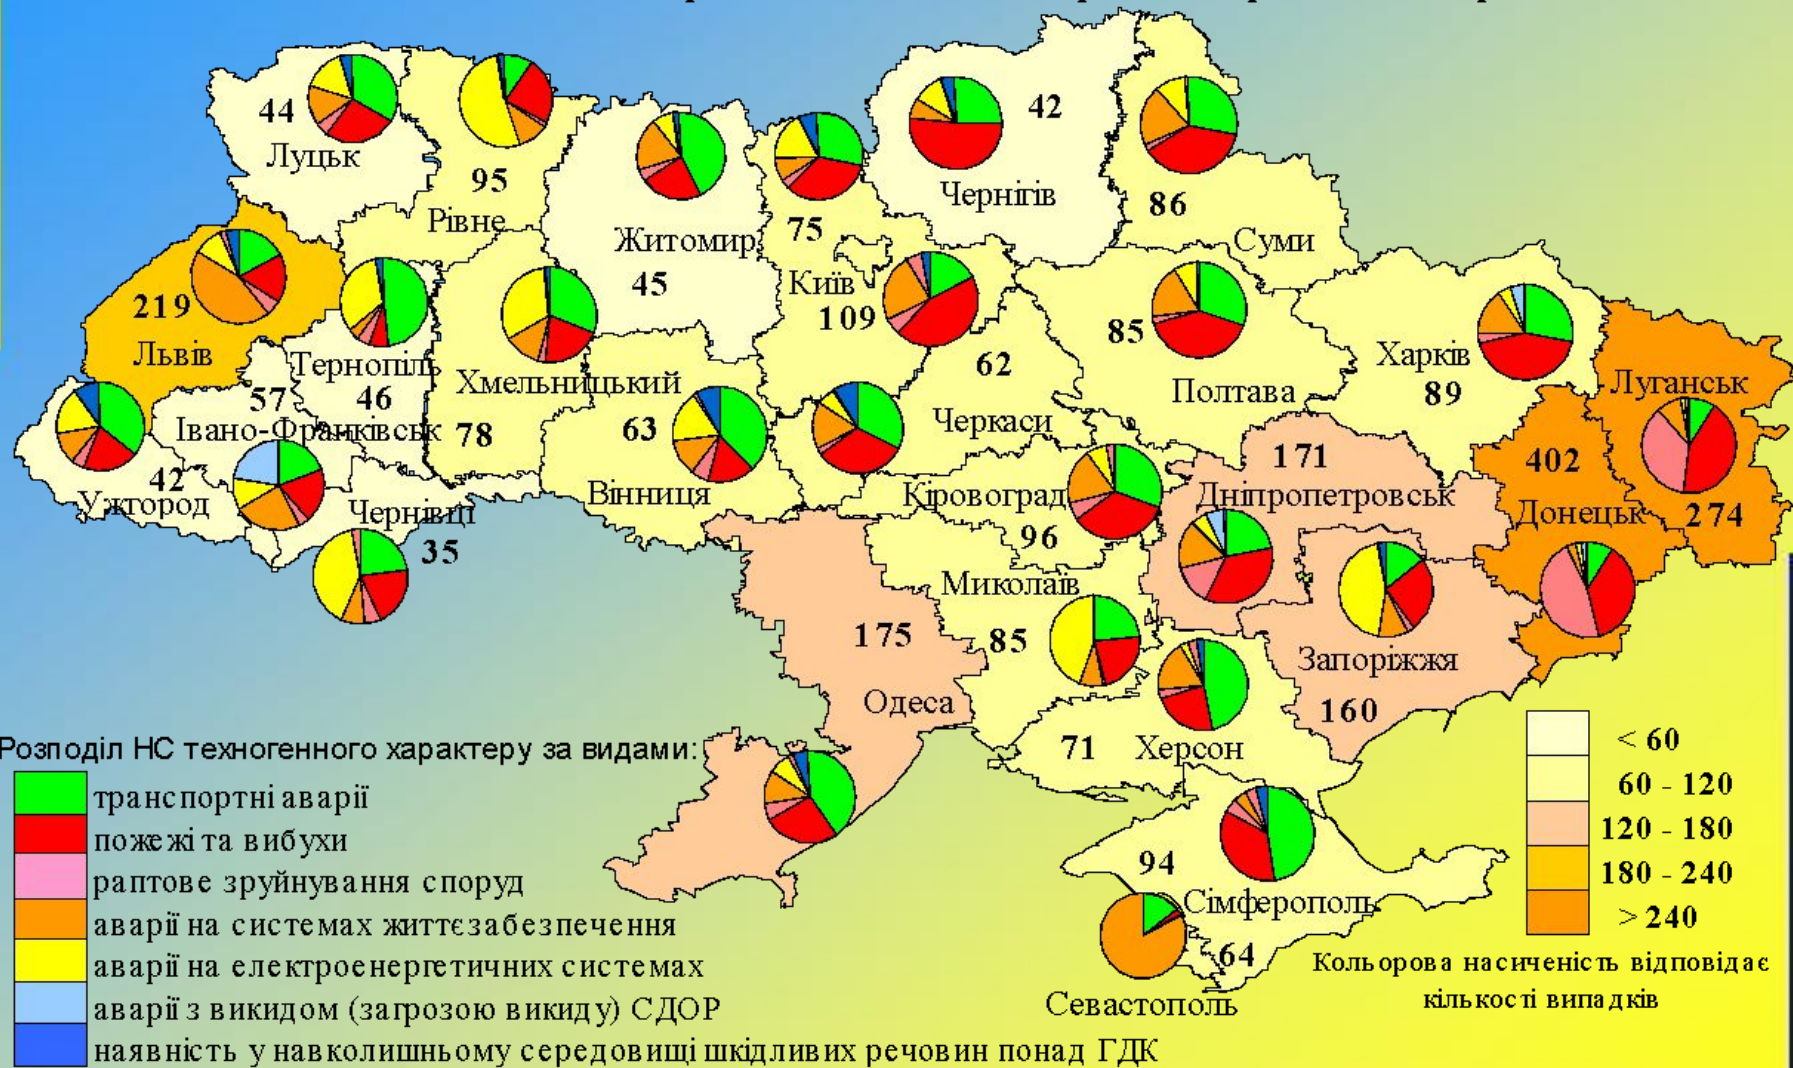 44
Луцьк
95
Рівне
42
Чернігів
86
Суми
Житомир
45
75
Київ
109
219
Львів
Тернопіль
46
57
Івано-Франківськ
Хмельницький
78
63
Вінниця
62
Черкаси
85
Полтава
Харків
89
Луганськ
274
402
Донецьк
42
Ужгород
Чернівці
35
Кіровоград
96
171
Дніпропетровськ
Миколаїв
85
175
Одеса
Запоріжжя
160
71
Херсон
94
Сімферополь
64
Севастополь
Розподіл НС техногенного характеру за видами:
транспортні аварії
пожежі та вибухи
раптове зруйнування споруд
аварії на системах життєзабезпечення
аварії на електроенергетичних системах
аварії з викидом (загрозою викиду) СДОР
наявність у навколишньому середовищі шкідливих речовин понад ГДК
< 60
60 - 120
120 - 180
180 - 240
> 240
Кольорова насиченість відповідає
кількості випадків